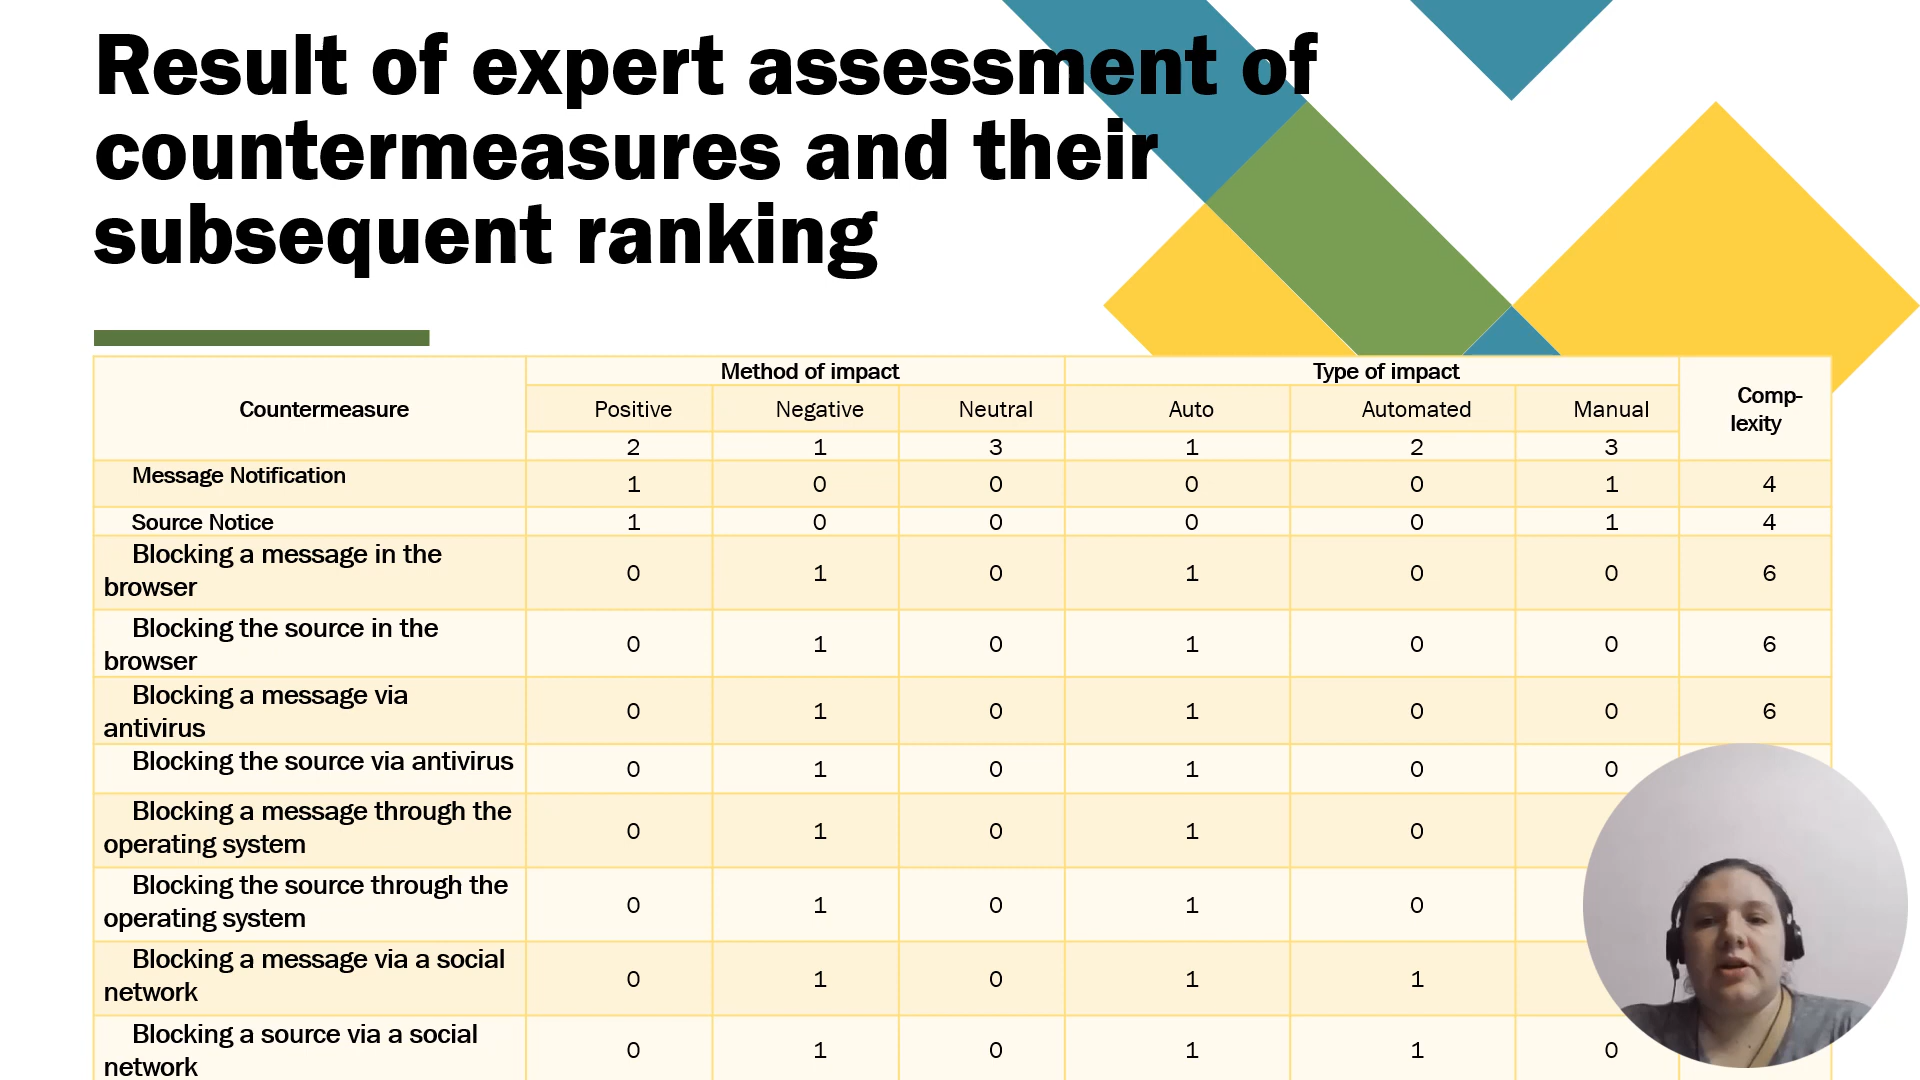 Result of expert assessment of
countermeasures and their
subsequent ranking
Countermeasure Method of impact Type of impact Comp-
lexity
Positive Negative Neutral Auto Automated Manual
2 1 3 1 2 3
Message Notification 1 0 0 0 0 1 4
Source Notice 1 0 0 0 0 1 4
Blocking a message in the
browser 0 1 0 1 0 0 6
Blocking the source in the
browser 0 1 0 1 0 0 6
Blocking a message via
antivirus 0 1 0 1 0 0 6
Blocking the source via antivirus 0 1 0 1 0 0
Blocking a message through the
operating system 0 1 0 1 0
Blocking the source through the
operating system 0 1 0 1 0
Blocking a message via a social
network 0 1 0 1 1
Blocking a source via a social
network 0 1 0 1 1 0